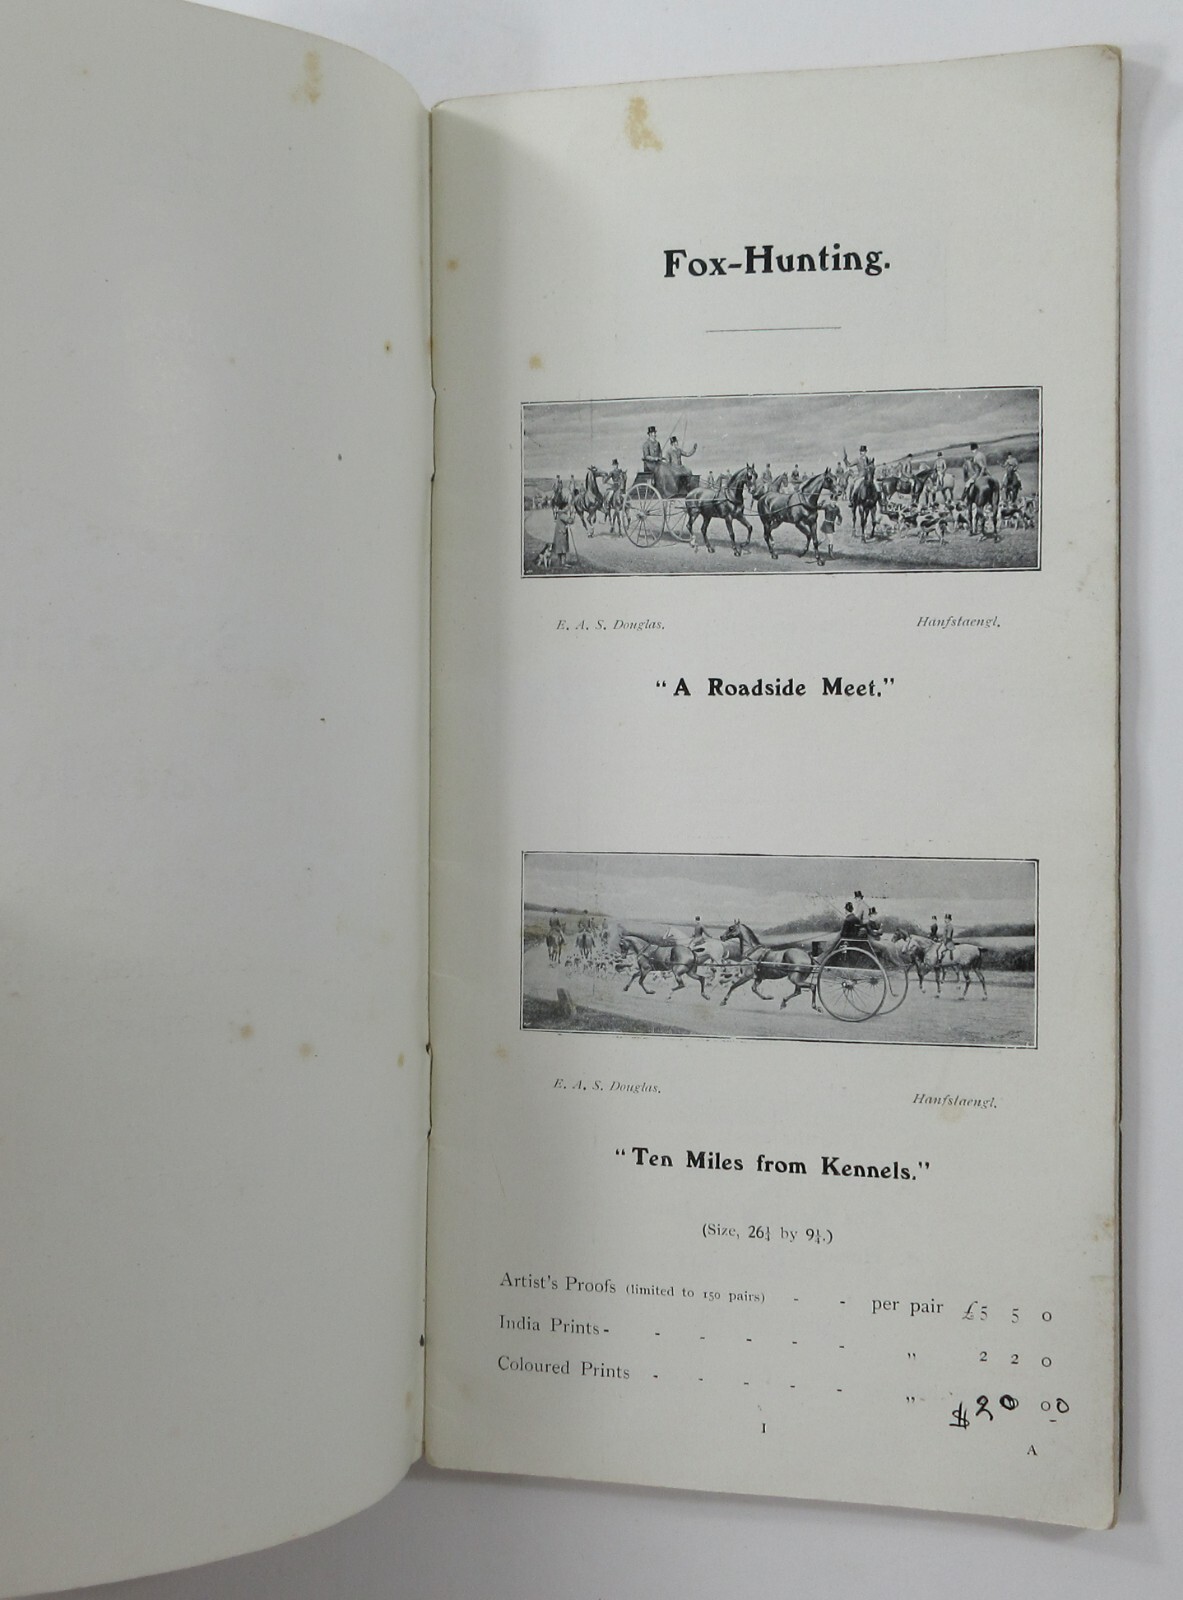 Fox-Hunting.
E. A. S. Douglas. Hanfstaengl.
"A Roadside Meet."
E. A. S. Douglas. Hanfstaengl.
"Ten Miles from Kennels."
(Size, 26¼ by 9¼.)
Artist's Proofs (limited to 150 pairs) - - per pair £5 5 0
India Prints - - - - - - " 2 2 0
Coloured Prints - - - - - " $20 00
1
A